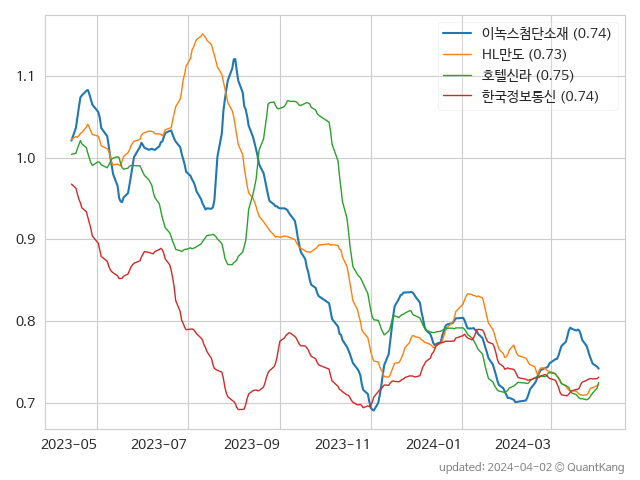 이녹스첨단소재 (0.74)
HL만도 (0.73)
호텔신라 (0.75)
한국정보통신 (0.74)
1.1
1.0
0.9
0.8
0.7
2023-05 2023-07 2023-09 2023-11 2024-01 2024-03
updated: 2024-04-02 © QuantKang